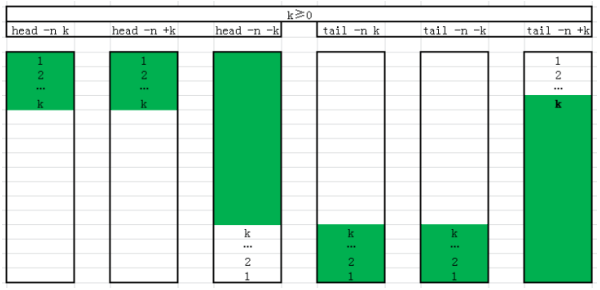 k≥0
head -n k head -n +k head -n -k tail -n k tail -n -k tail -n +k
1 1 1
2 2 2
… … …
k k k
k k k
… … …
2 2 2
1 1 1